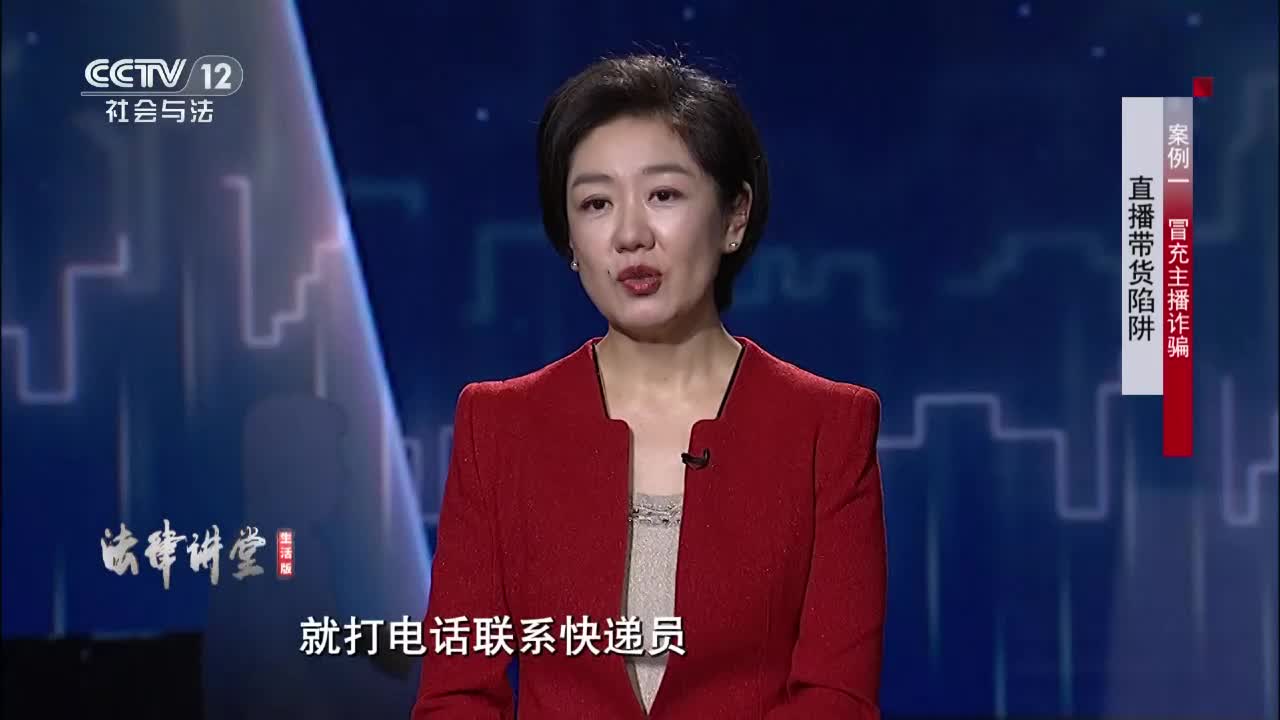 CCTV 12
社会与法
案例一 冒充主播诈骗
直播带货陷阱
法律讲堂
生活版
就打电话联系快递员